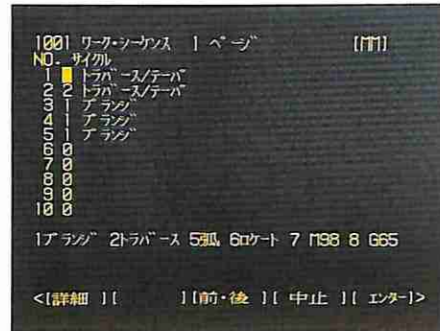 1001 ワーク・シーケンス 1 ページ [MM]
NO. サイクル
1 トラバース/テーパ
2 2 トラバース/テーパ
3 1 プランジ
4 1 プランジ
5 1 プランジ
6 0
7 0
8 0
9 0
10 0
1プランジ 2トラバース 5弧 6ロケート 7 M98 8 G65
<[詳細 ][ ][前・後 ][ 中止 ][ エンター]>